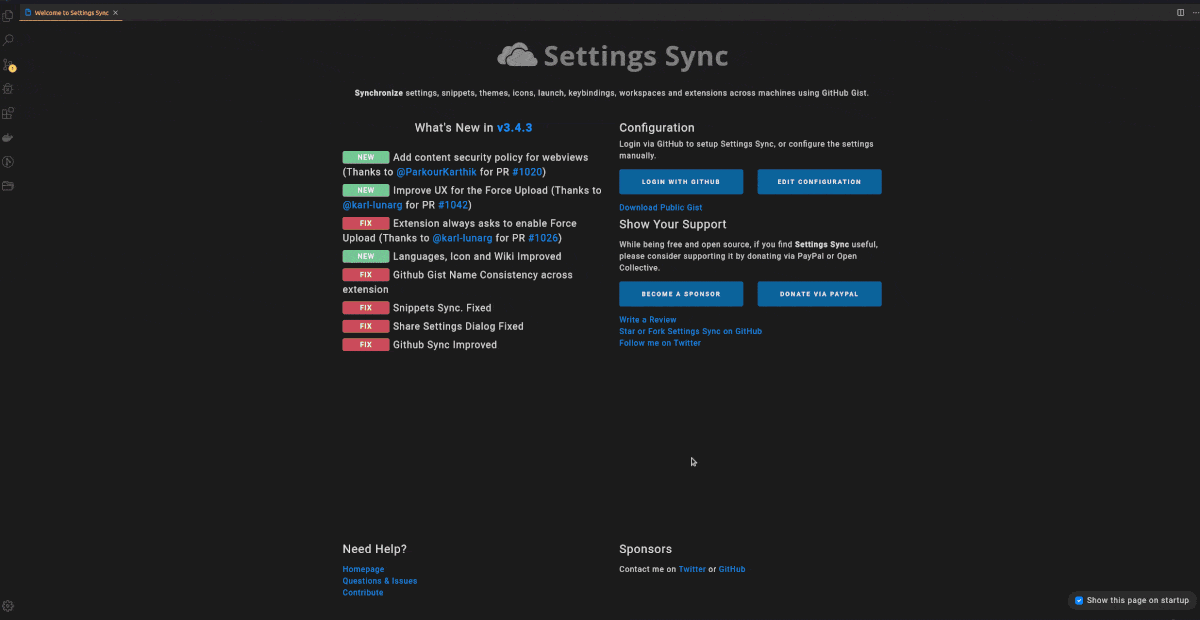 Welcome to Settings Sync
Settings Sync
Synchronize settings, snippets, themes, icons, launch, keybindings, workspaces and extensions across machines using GitHub Gist.
What's New in v3.4.3
NEW Add content security policy for webviews
(Thanks to @ParkourKarthik for PR #1020)
NEW Improve UX for the Force Upload (Thanks to
@karl-lunarg for PR #1042)
FIX Extension always asks to enable Force
Upload (Thanks to @karl-lunarg for PR #1026)
NEW Languages, Icon and Wiki Improved
FIX Github Gist Name Consistency across
extension
FIX Snippets Sync. Fixed
FIX Share Settings Dialog Fixed
FIX Github Sync Improved
Configuration
Login via GitHub to setup Settings Sync, or configure the settings
manually.
LOGIN WITH GITHUB
EDIT CONFIGURATION
Download Public Gist
Show Your Support
While being free and open source, if you find Settings Sync useful,
please consider supporting it by donating via PayPal or Open
Collective.
BECOME A SPONSOR
DONATE VIA PAYPAL
Write a Review
Star or Fork Settings Sync on GitHub
Follow me on Twitter
Need Help?
Homepage
Questions & Issues
Contribute
Sponsors
Contact me on Twitter or GitHub
Show this page on startup